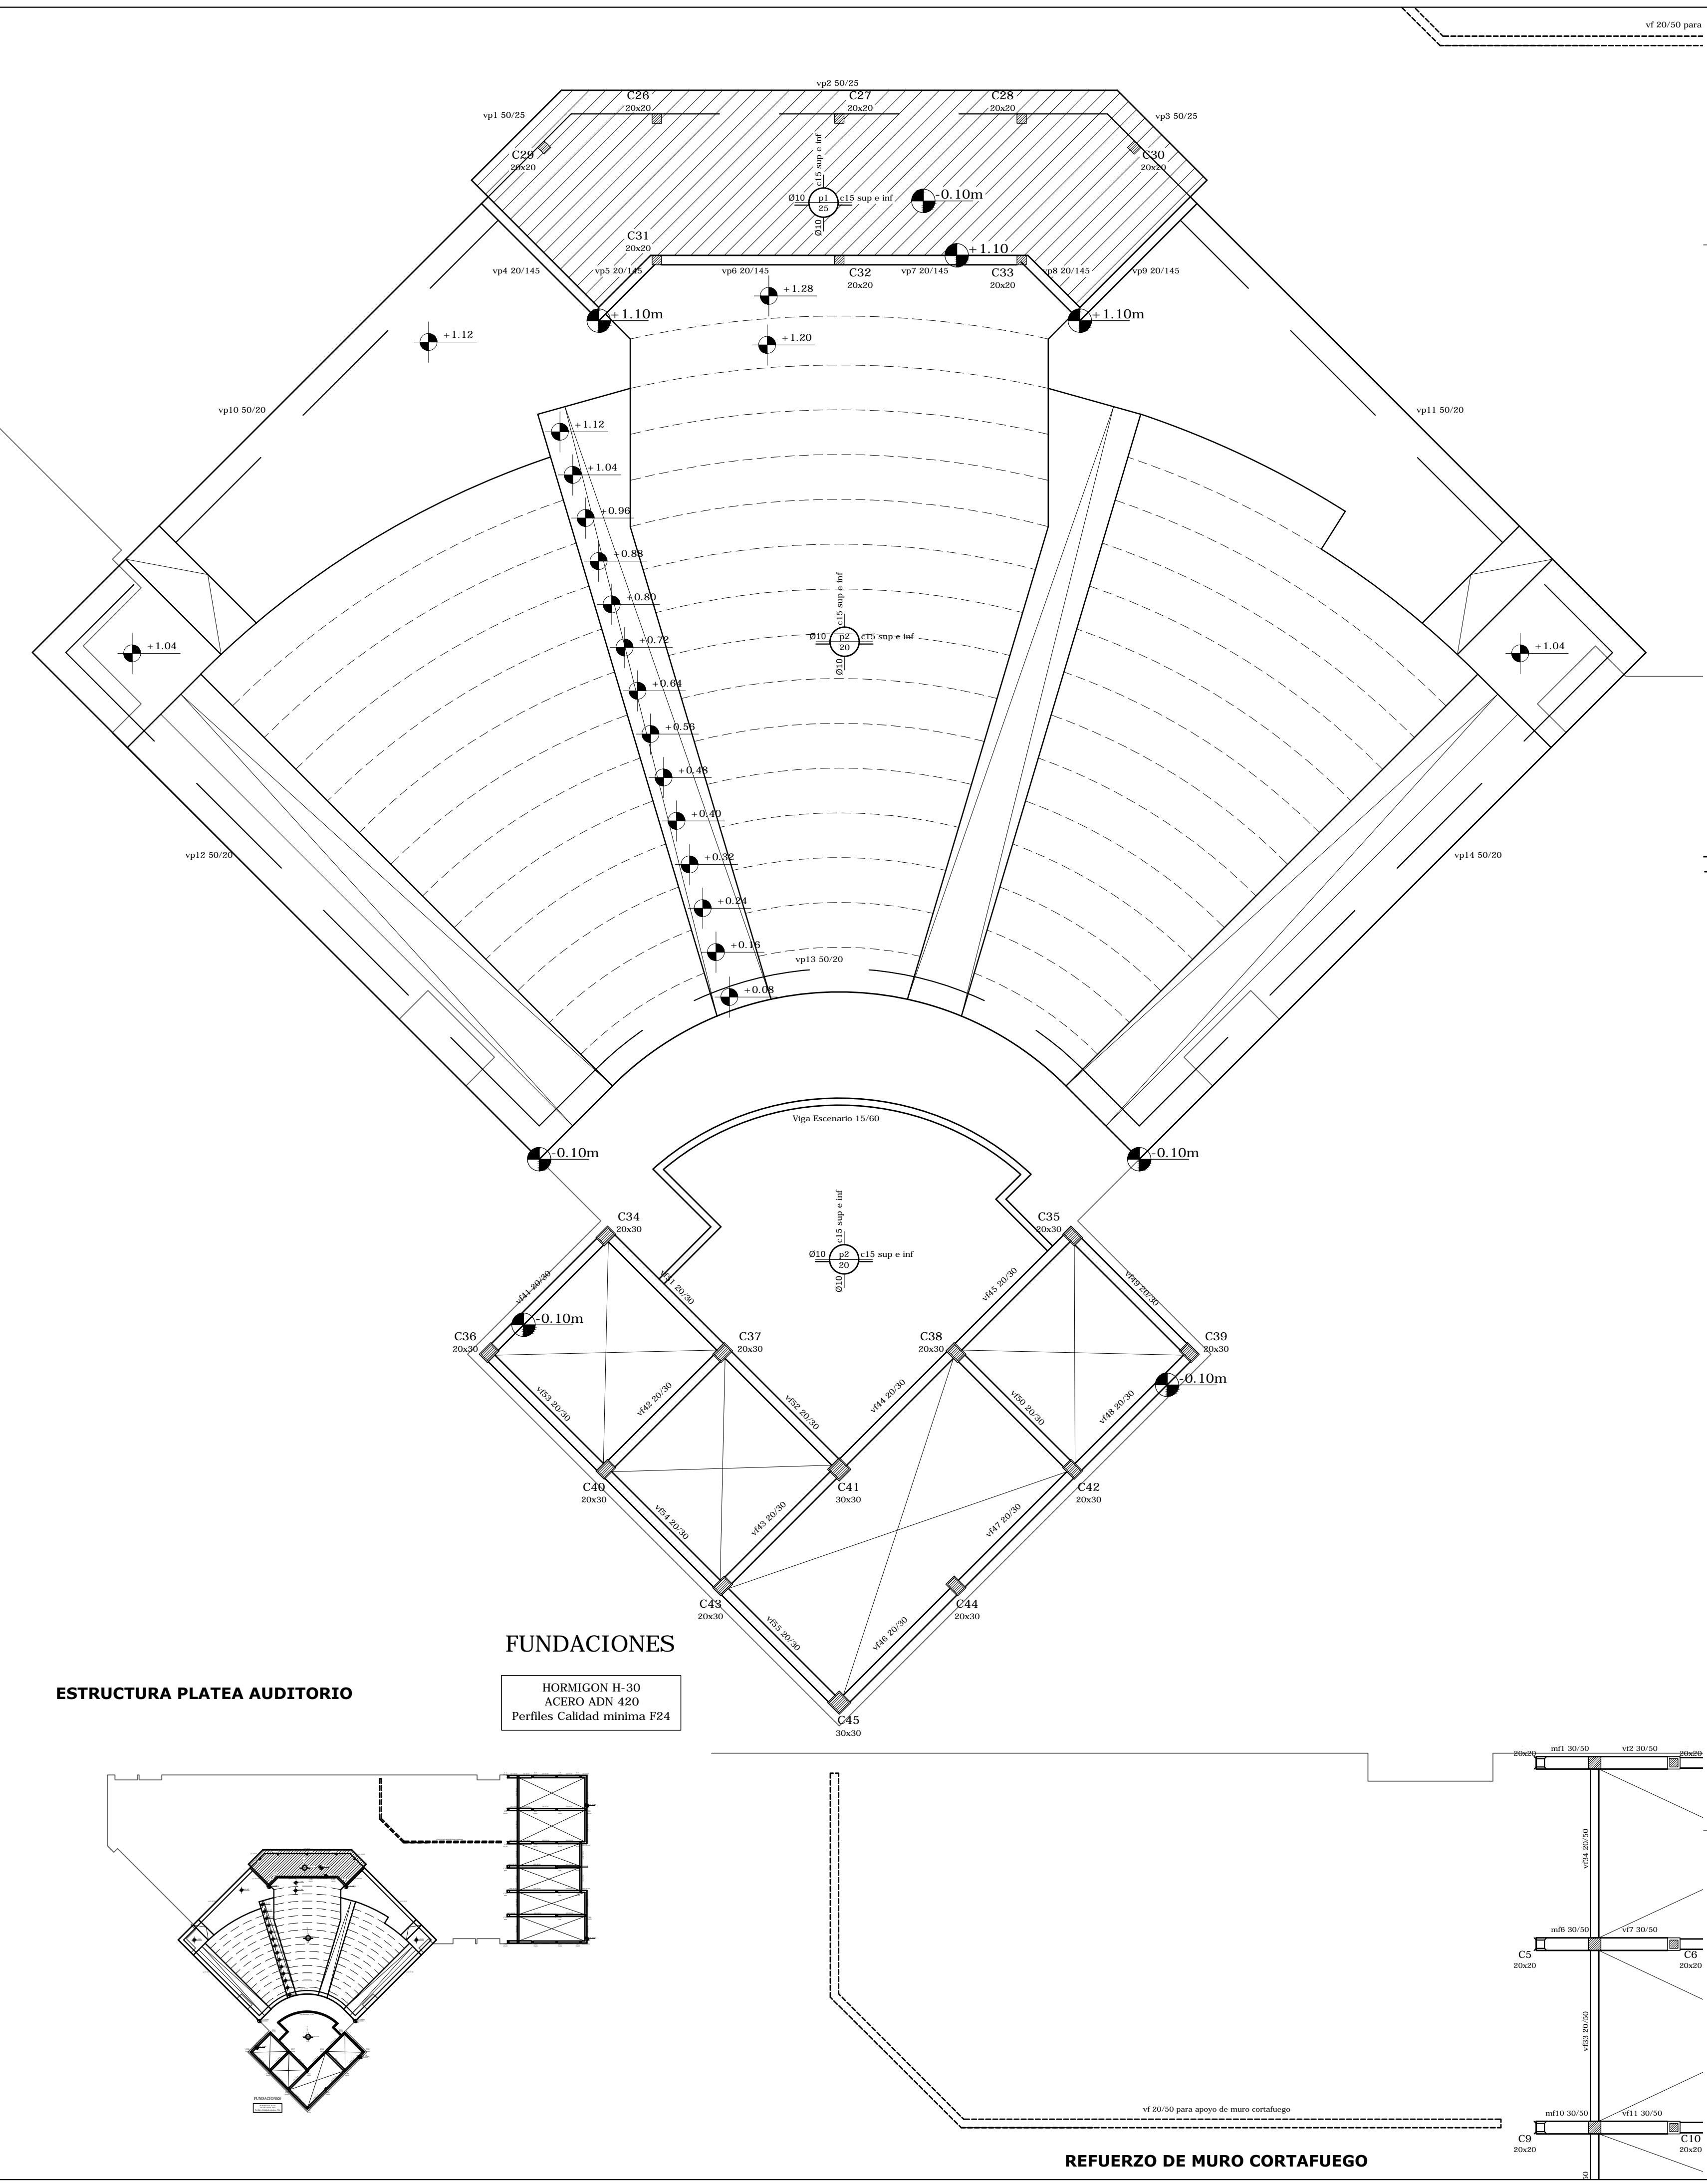 vf 20/50 para
vp2 50/25
C26
20x20
C27
20x20
C28
20x20
vp1 50/25
vp3 50/25
C29
20x20
C30
20x20
c15 sup e inf
Ø10
p1
25
c15 sup e inf
Ø10
-0.10m
C31
20x20
+1.10
vp4 20/145
vp5 20/145
vp6 20/145
C32
20x20
vp7 20/145
C33
20x20
vp8 20/145
vp9 20/145
+1.28
+1.10m
+1.10m
+1.12
+1.20
vp10 50/20
vp11 50/20
+1.12
+1.04
+0.96
+0.88
+0.80
+0.72
+0.64
+0.56
+0.48
+0.40
+0.32
+0.24
+0.16
+0.08
c15 sup e inf
Ø10
p2
20
c15 sup e inf
Ø10
+1.04
+1.04
vp12 50/20
vp14 50/20
vp13 50/20
Viga Escenario 15/60
-0.10m
-0.10m
C34
20x30
C35
20x30
c15 sup e inf
Ø10
p2
20
c15 sup e inf
Ø10
vf41 20/30
vf51 20/30
vf45 20/30
vf49 20/30
-0.10m
C36
20x30
C37
20x30
C38
20x30
C39
20x30
-0.10m
vf53 20/30
vf42 20/30
vf52 20/30
vf44 20/30
vf50 20/30
vf48 20/30
C40
20x30
C41
30x30
C42
20x30
vf54 20/30
vf43 20/30
vf47 20/30
C43
20x30
C44
20x30
vf55 20/30
vf46 20/30
C45
30x30
FUNDACIONES
HORMIGON H-30
ACERO ADN 420
Perfiles Calidad minima F24
ESTRUCTURA PLATEA AUDITORIO
FUNDACIONES
20x20
mf1 30/50
vf2 30/50
20x20
vf34 20/50
mf6 30/50
vf7 30/50
C5
20x20
C6
20x20
vf33 20/50
mf10 30/50
vf11 30/50
C9
20x20
C10
20x20
50
vf 20/50 para apoyo de muro cortafuego
REFUERZO DE MURO CORTAFUEGO